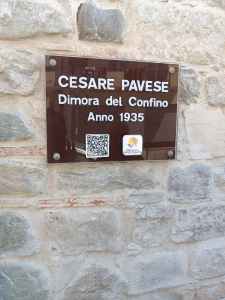 CESARE PAVESE
Dimora del Confino
Anno 1935